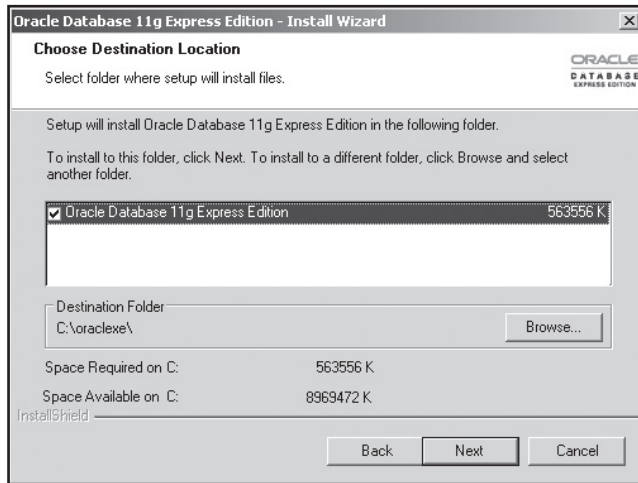 Oracle Database 11g Express Edition - Install Wizard
Choose Destination Location
Select folder where setup will install files.
ORACLE
DATABASE
EXPRESS EDITION
Setup will install Oracle Database 11g Express Edition in the following folder.
To install to this folder, click Next. To install to a different folder, click Browse and select
another folder.
Oracle Database 11g Express Edition 563556 K
Destination Folder
C:\oraclexe\ Browse...
Space Required on C: 563556 K
Space Available on C: 8969472 K
InstallShield
Back Next Cancel